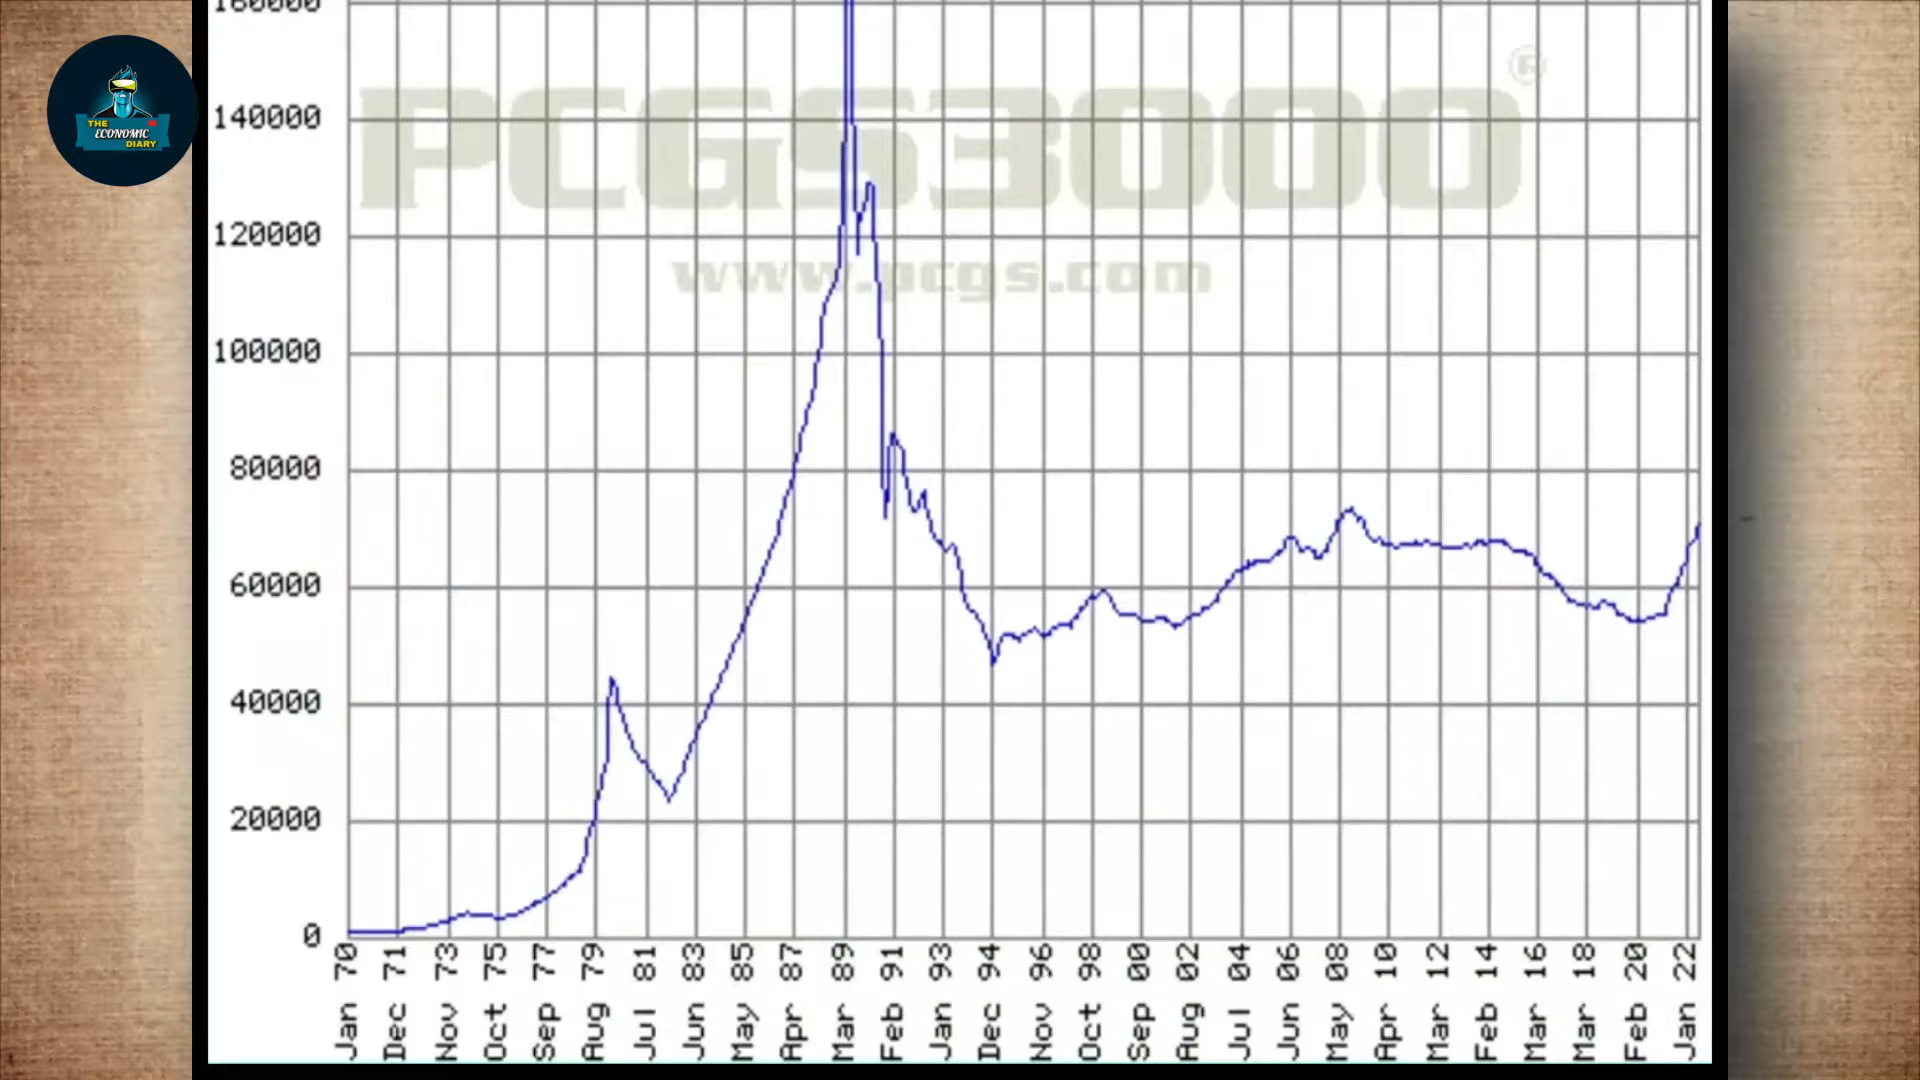 160000
THE
ECONOMIC
DIARY
140000
PCGS3000®
120000
www.pcgs.com
100000
80000
60000
40000
20000
0
Jan 70
Dec 71
Nov 73
Oct 75
Sep 77
Aug 79
Jul 81
Jun 83
May 85
Apr 87
Mar 89
Feb 91
Jan 93
Dec 94
Nov 96
Oct 98
Sep 00
Aug 02
Jul 04
Jun 06
May 08
Apr 10
Mar 12
Feb 14
Mar 16
Mar 18
Feb 20
Jan 22